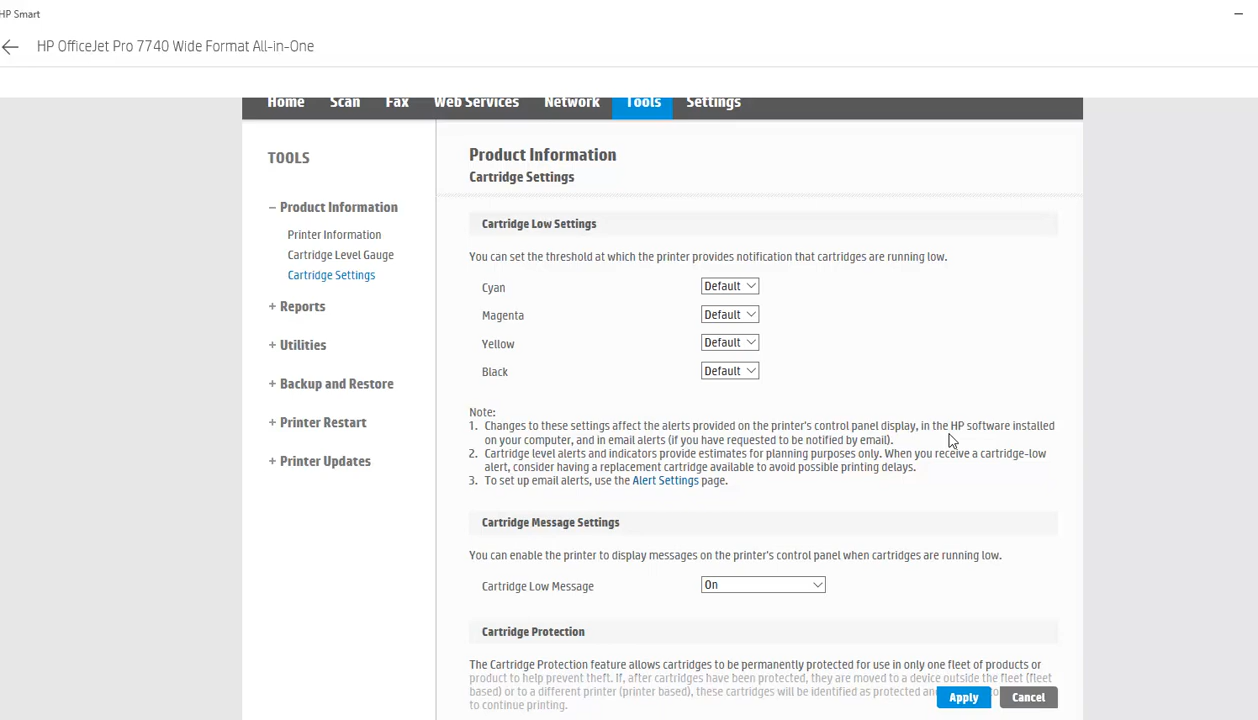 HP Smart
HP OfficeJet Pro 7740 Wide Format All-in-One
Home Scan Fax Web Services Network Tools Settings
TOOLS
– Product Information
Printer Information
Cartridge Level Gauge
Cartridge Settings
+ Reports
+ Utilities
+ Backup and Restore
+ Printer Restart
+ Printer Updates
Product Information
Cartridge Settings
Cartridge Low Settings
You can set the threshold at which the printer provides notification that cartridges are running low.
Cyan Default
Magenta Default
Yellow Default
Black Default
Note:
1. Changes to these settings affect the alerts provided on the printer's control panel display, in the HP software installed
on your computer, and in email alerts (if you have requested to be notified by email).
2. Cartridge level alerts and indicators provide estimates for planning purposes only. When you receive a cartridge-low
alert, consider having a replacement cartridge available to avoid possible printing delays.
3. To set up email alerts, use the Alert Settings page.
Cartridge Message Settings
You can enable the printer to display messages on the printer's control panel when cartridges are running low.
Cartridge Low Message On
Cartridge Protection
The Cartridge Protection feature allows cartridges to be permanently protected for use in only one fleet of products or
product to help prevent theft. If, after cartridges have been protected, they are moved to a device outside the fleet (fleet
based) or to a different printer (printer based), these cartridges will be identified as protected and
to continue printing.
Apply Cancel